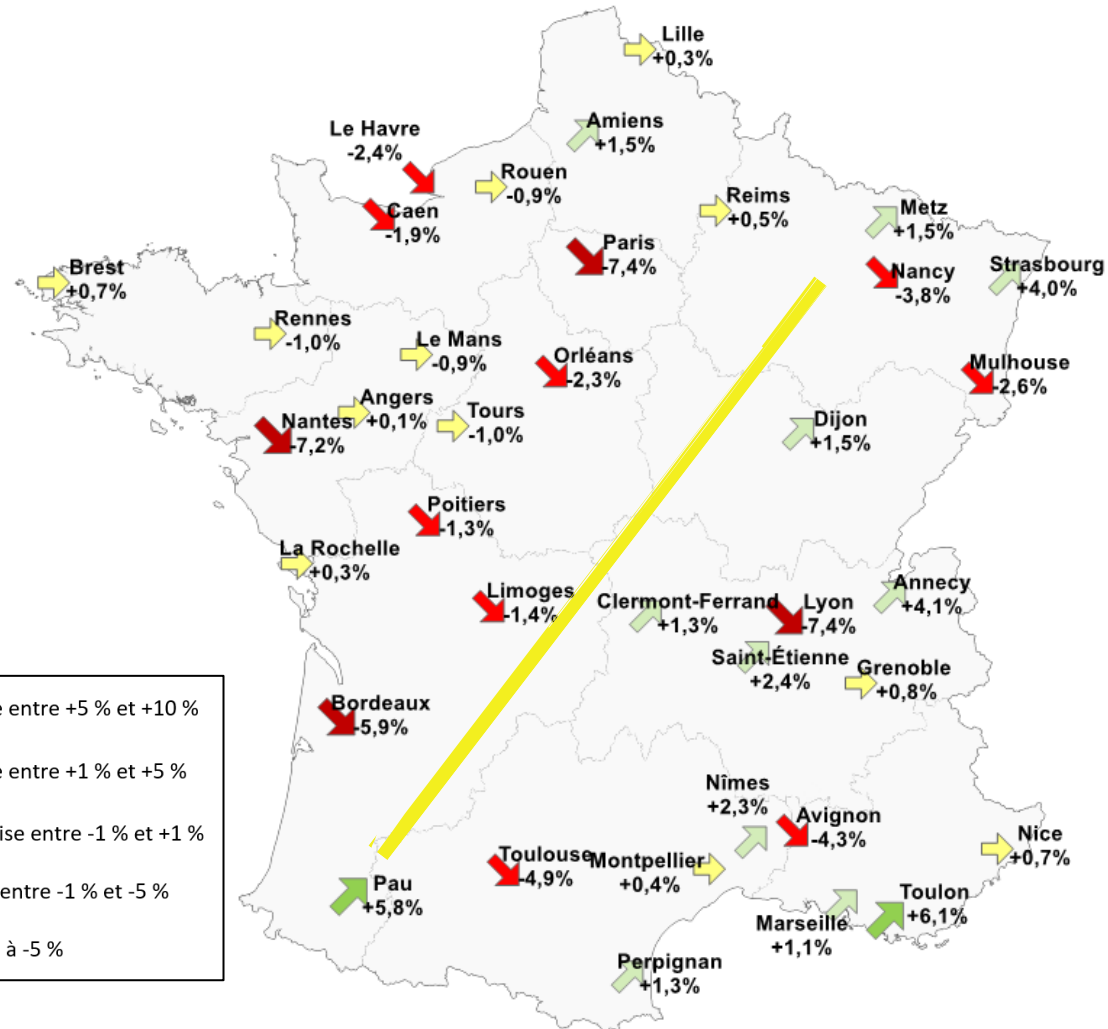 Lille
+0,3%
Amiens
+1,5%
Le Havre
-2,4%
Rouen
-0,9%
Caen
-1,9%
Reims
+0,5%
Metz
+1,5%
Paris
-7,4%
Nancy
-3,8%
Strasbourg
+4,0%
Brest
+0,7%
Rennes
-1,0%
Le Mans
-0,9%
Orléans
-2,3%
Mulhouse
-2,6%
Angers
+0,1%
Nantes
-7,2%
Tours
-1,0%
Dijon
+1,5%
Poitiers
-1,3%
La Rochelle
+0,3%
Limoges
-1,4%
Clermont-Ferrand
+1,3%
Lyon
-7,4%
Annecy
+4,1%
Saint-Étienne
+2,4%
Grenoble
+0,8%
Bordeaux
-5,9%
Nîmes
+2,3%
Avignon
-4,3%
Nice
+0,7%
Toulouse
-4,9%
Montpellier
+0,4%
Pau
+5,8%
Toulon
+6,1%
Marseille
+1,1%
Perpignan
+1,3%
entre +5 % et +10 %
entre +1 % et +5 %
entre -1 % et +1 %
entre -1 % et -5 %
à -5 %